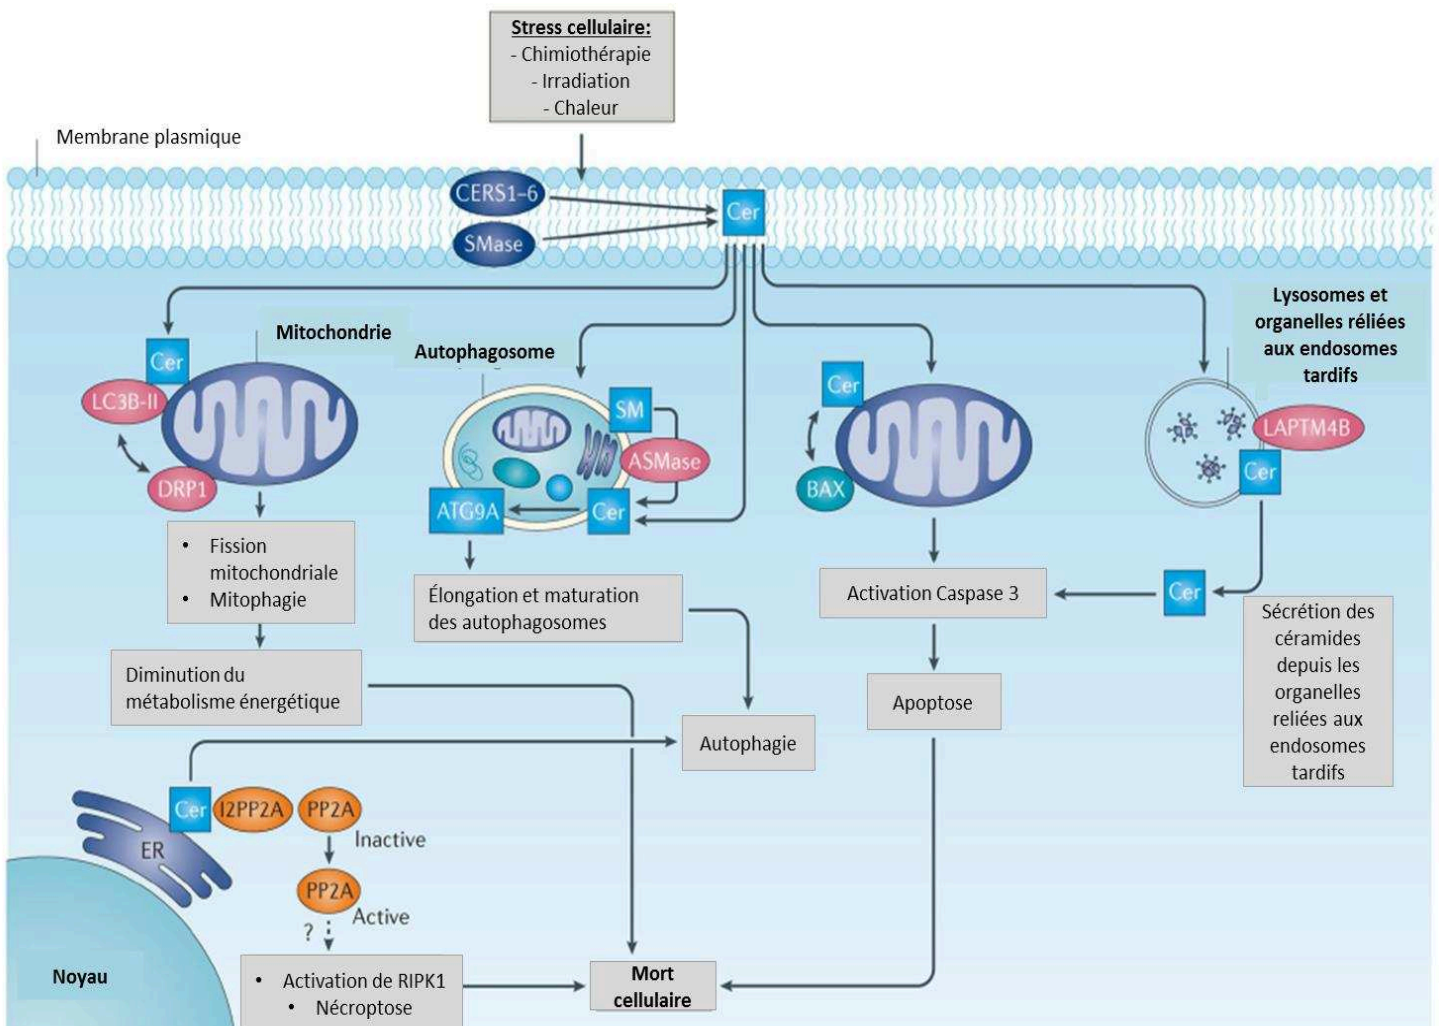 Stress cellulaire:
- Chimiothérapie
- Irradiation
- Chaleur
Membrane plasmique
CERS1–6
Cer
SMase
Mitochondrie
Autophagosome
Lysosomes et
organelles réliées
aux endosomes
tardifs
Cer
LC3B-II
DRP1
SM
ASMase
ATG9A
Cer
Cer
BAX
LAPTM4B
Cer
• Fission
mitochondriale
• Mitophagie
Élongation et maturation
des autophagosomes
Activation Caspase 3
Cer
Sécrétion des
céramides
depuis les
organelles
reliées aux
endosomes
tardifs
Diminution du
métabolisme énergétique
Apoptose
Autophagie
Cer
I2PP2A
PP2A
Inactive
ER
PP2A
Active
?
Noyau
• Activation de RIPK1
• Nécroptose
Mort
cellulaire